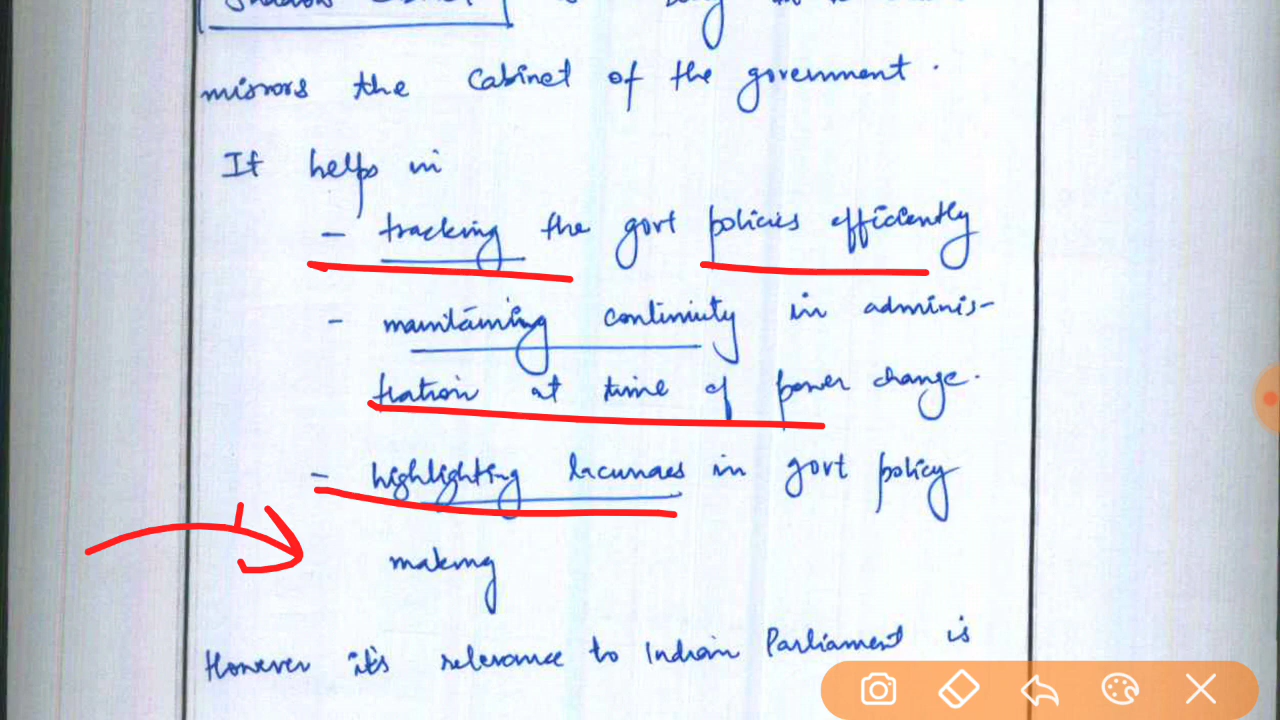 mirrors the cabinet of the government.
It helps in
- tracking the govt policies efficiently
- maintaining continuity in adminis-
tration at time of power change.
- highlighting lacunaes in govt policy
making
However it's relevance to Indian Parliament is